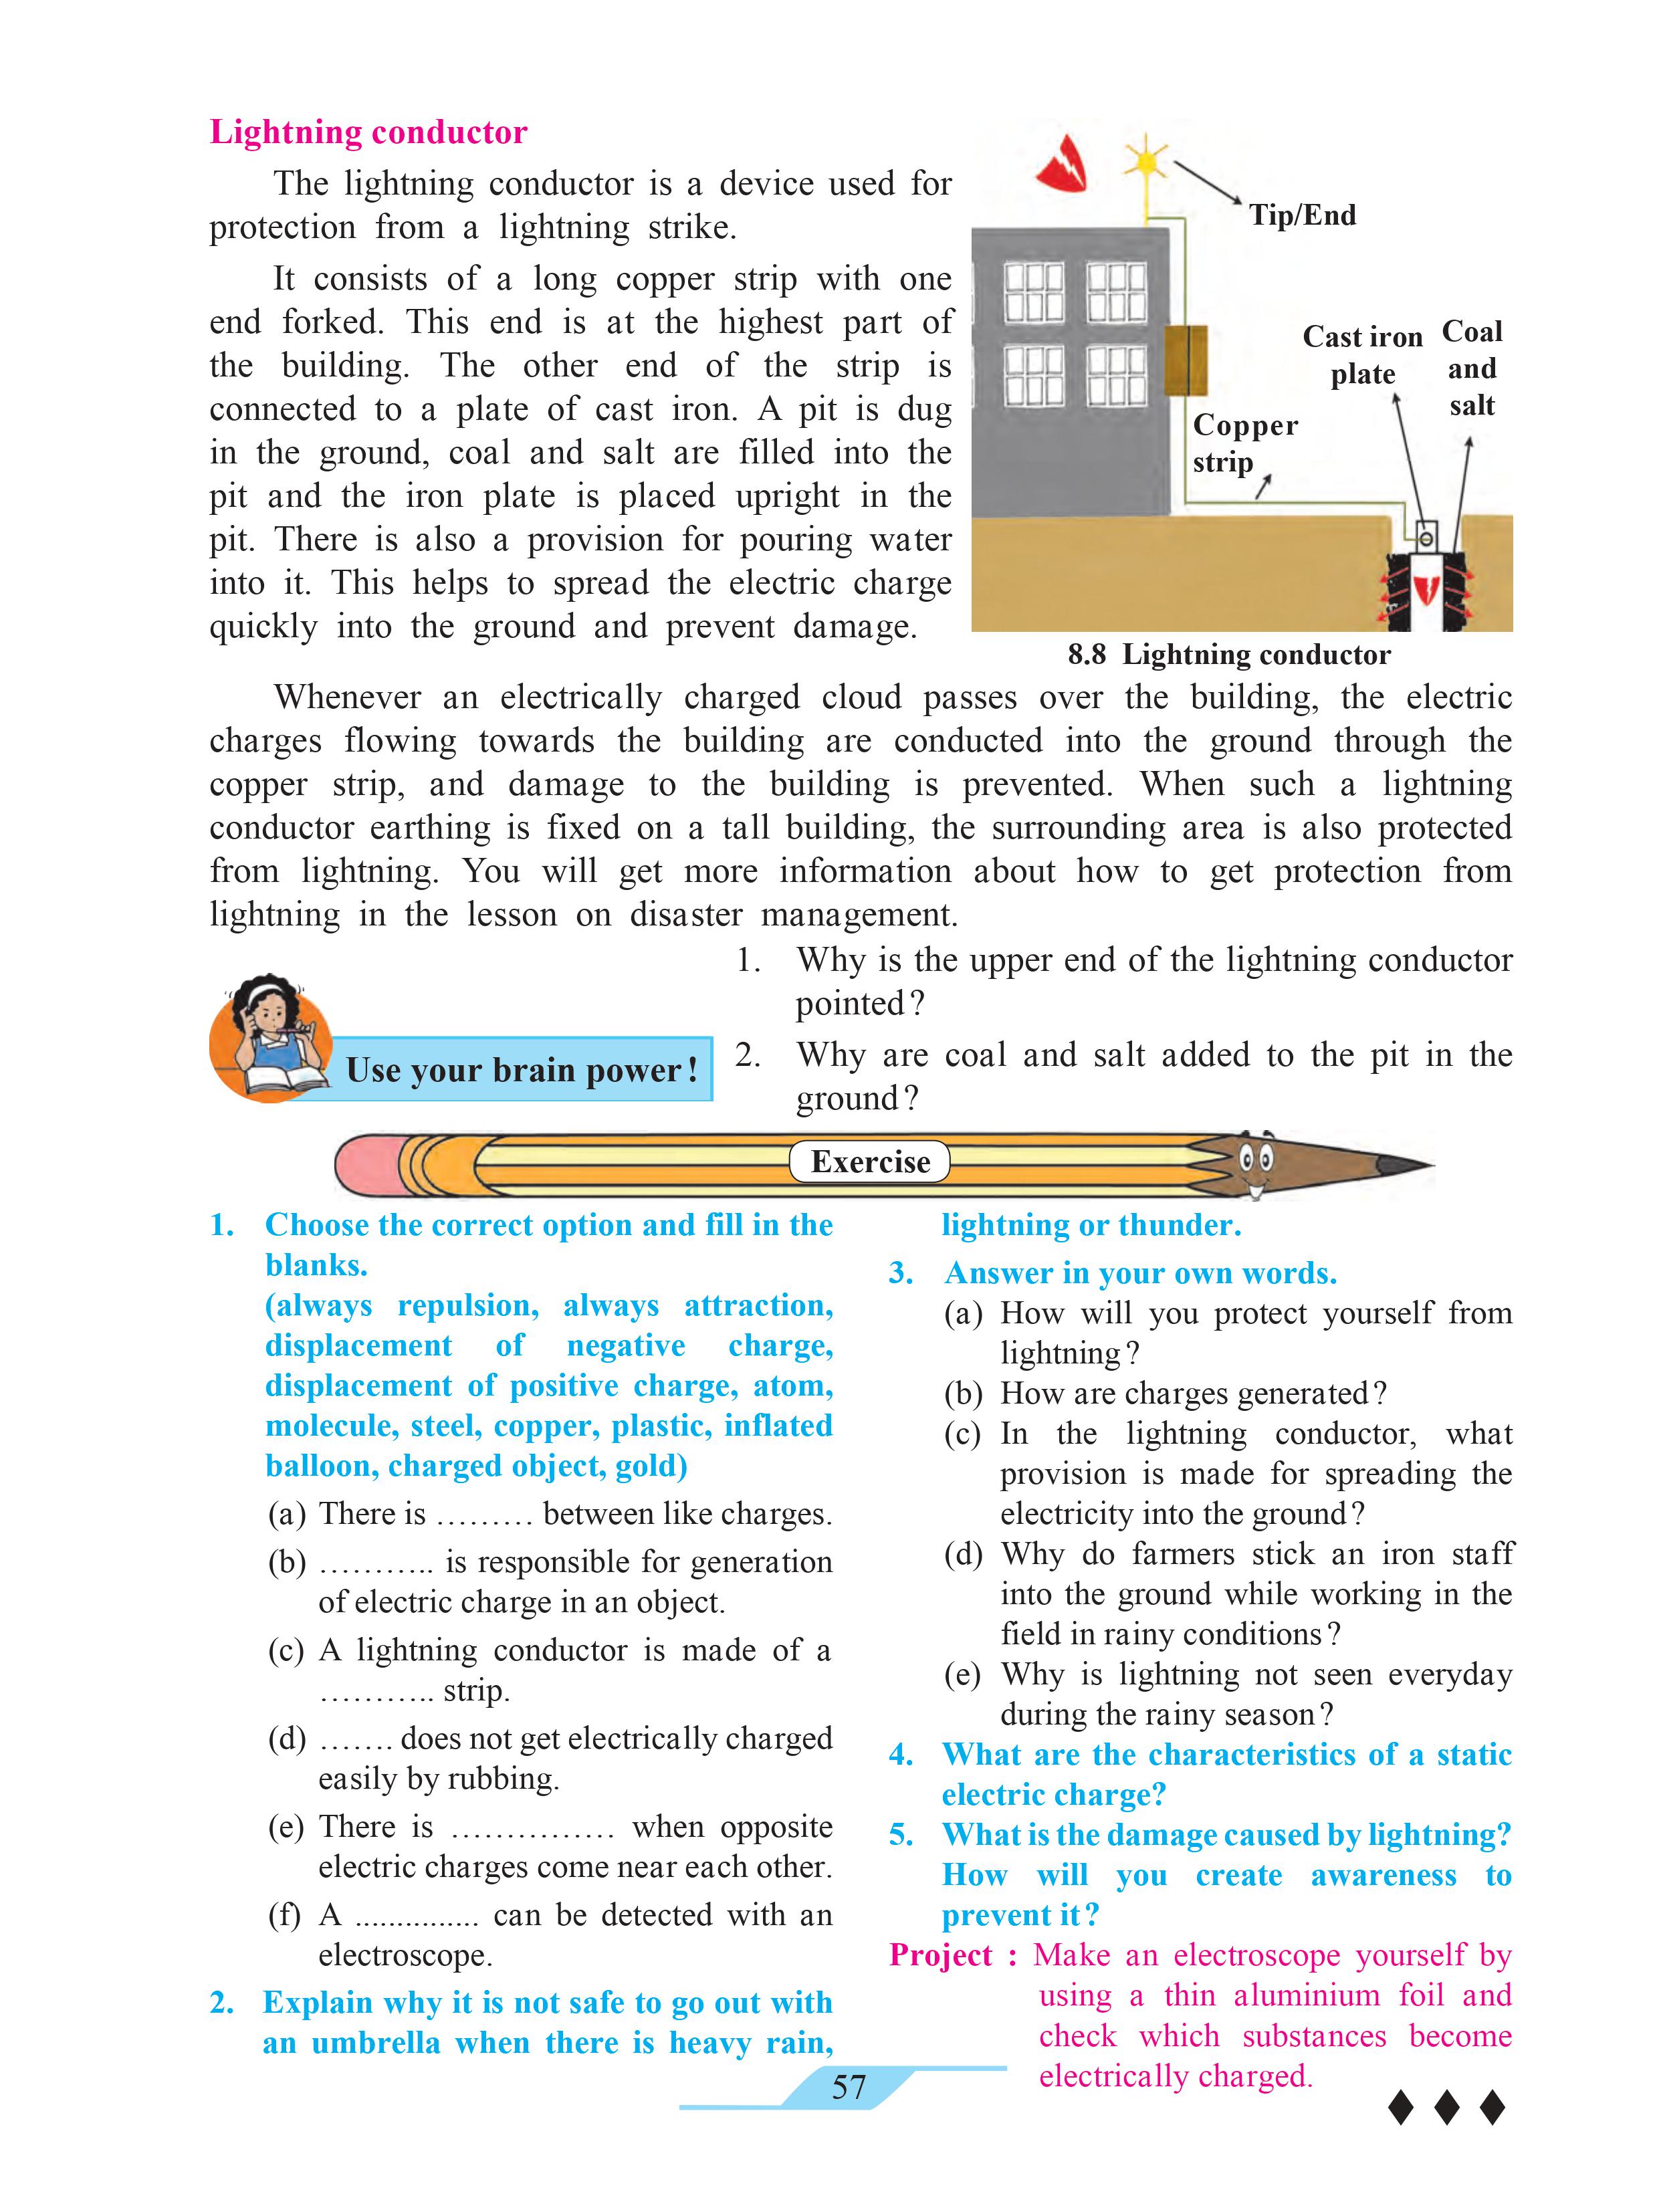 Lightning conductor
The lightning conductor is a device used for
protection from a lightning strike.
It consists of a long copper strip with one
end forked. This end is at the highest part of
the building. The other end of the strip is
connected to a plate of cast iron. A pit is dug
in the ground, coal and salt are filled into the
pit and the iron plate is placed upright in the
pit. There is also a provision for pouring water
into it. This helps to spread the electric charge
quickly into the ground and prevent damage.
Tip/End
Cast iron
plate
Coal
and
salt
Copper
strip
8.8 Lightning conductor
Whenever an electrically charged cloud passes over the building, the electric
charges flowing towards the building are conducted into the ground through the
copper strip, and damage to the building is prevented. When such a lightning
conductor earthing is fixed on a tall building, the surrounding area is also protected
from lightning. You will get more information about how to get protection from
lightning in the lesson on disaster management.
Use your brain power!
1. Why is the upper end of the lightning conductor
pointed?
2. Why are coal and salt added to the pit in the
ground?
Exercise
1. Choose the correct option and fill in the
blanks.
(always repulsion, always attraction,
displacement of negative charge,
displacement of positive charge, atom,
molecule, steel, copper, plastic, inflated
balloon, charged object, gold)
(a) There is ......... between like charges.
(b) ........... is responsible for generation
of electric charge in an object.
(c) A lightning conductor is made of a
........... strip.
(d) ....... does not get electrically charged
easily by rubbing.
(e) There is ............... when opposite
electric charges come near each other.
(f) A ............... can be detected with an
electroscope.
2. Explain why it is not safe to go out with
an umbrella when there is heavy rain,
lightning or thunder.
3. Answer in your own words.
(a) How will you protect yourself from
lightning?
(b) How are charges generated?
(c) In the lightning conductor, what
provision is made for spreading the
electricity into the ground?
(d) Why do farmers stick an iron staff
into the ground while working in the
field in rainy conditions?
(e) Why is lightning not seen everyday
during the rainy season?
4. What are the characteristics of a static
electric charge?
5. What is the damage caused by lightning?
How will you create awareness to
prevent it?
Project : Make an electroscope yourself by
using a thin aluminium foil and
check which substances become
electrically charged.
57